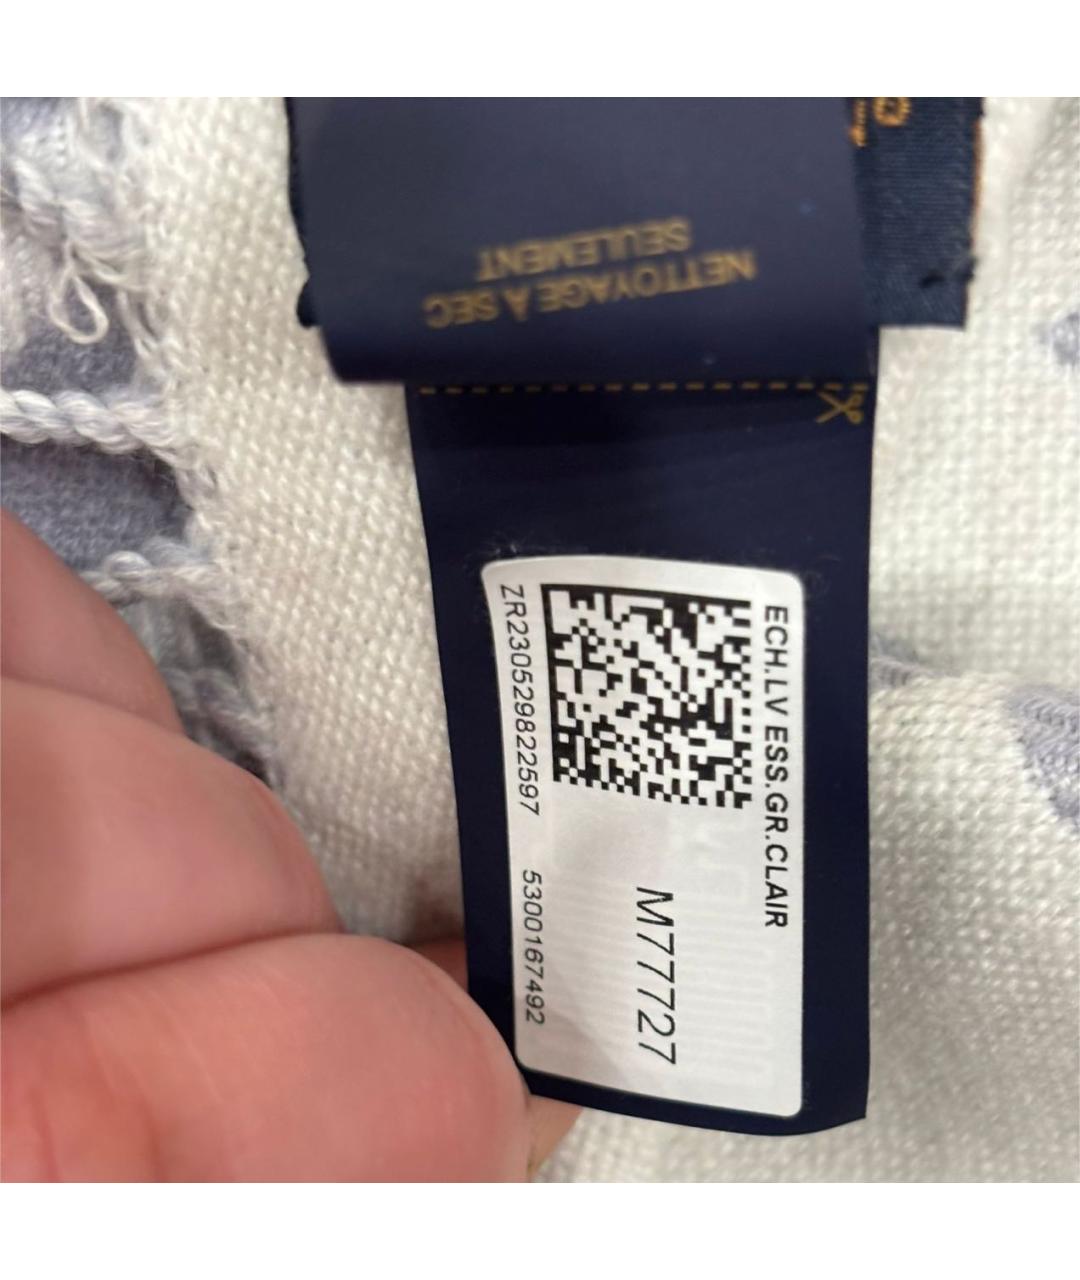 NETTOYAGE À SEC
SEULEMENT
ECH.LV ESS.GR.CLAIR
M77727
ZR230529822597
5300167492